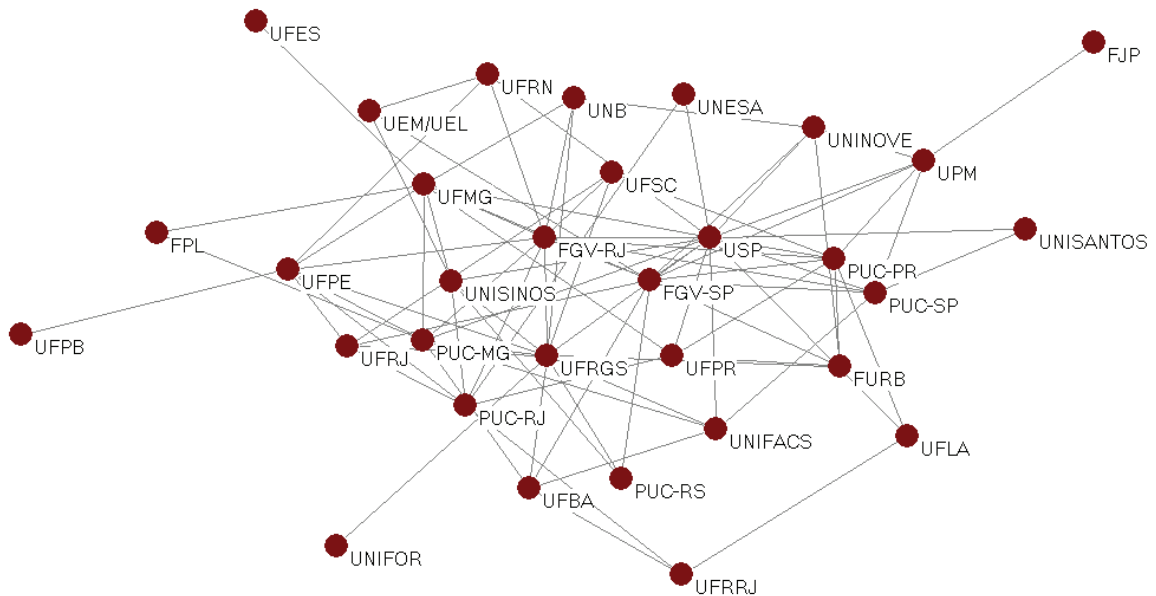 UFES
FJP
UFRN
UNB
UNESA
UEM/UEL
UNINOVE
UPM
UFMG
UFSC
FPL
FGV-RJ
USP
UNISANTOS
PUC-PR
UFPE
UNISINOS
FGV-SP
PUC-SP
UFPB
UFRJ
PUC-MG
UFRGS
UFPR
FURB
PUC-RJ
UNIFACS
UFLA
UFBA
PUC-RS
UNIFOR
UFRRJ